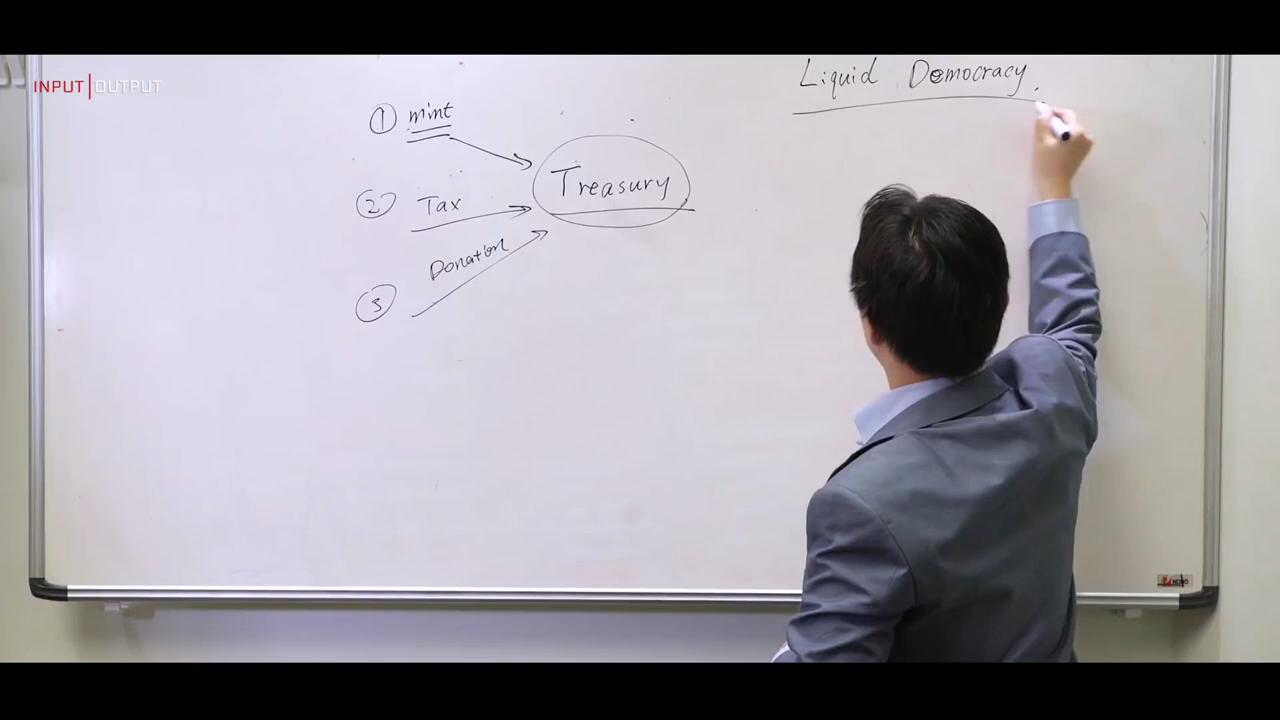 INPUT|OUTPUT
Liquid Democracy.
① mint
② Tax
Treasury
Donation
③